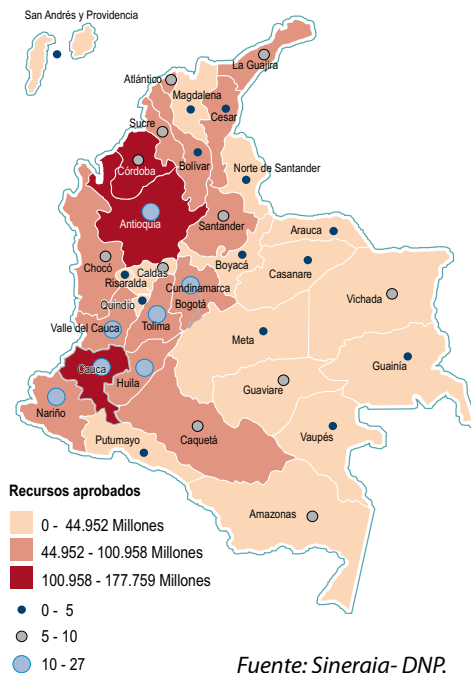 San Andrés y Providencia
La Guajira
Atlántico
Magdalena
Cesar
Sucre
Bolívar
Norte de Santander
Córdoba
Antioquia
Santander
Arauca
Chocó
Boyacá
Caldas
Risaralda
Casanare
Cundinamarca
Vichada
Quindío
Bogotá
Valle del Cauca
Tolima
Meta
Guainía
Cauca
Huila
Guaviare
Nariño
Caquetá
Vaupés
Putumayo
Amazonas
Recursos aprobados
0 - 44.952 Millones
44.952 - 100.958 Millones
100.958 - 177.759 Millones
0 - 5
5 - 10
10 - 27
Fuente: Sinergia- DNP.